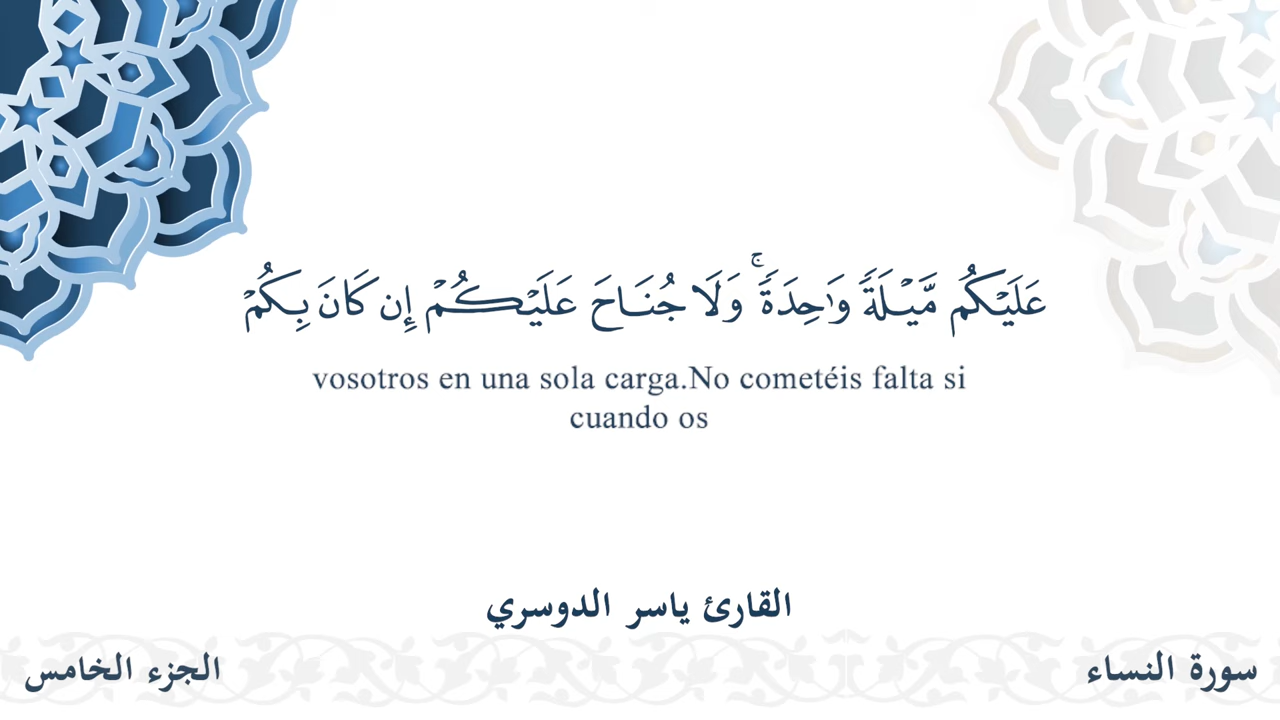 عَلَيْكُم مَّيْلَةً وَٰحِدَةً ۚ وَلَا جُنَاحَ عَلَيْكُمْ إِن كَانَ بِكُمْ
vosotros en una sola carga.No cometéis falta si
cuando os
القارئ ياسر الدوسري
سورة النساء
الجزء الخامس